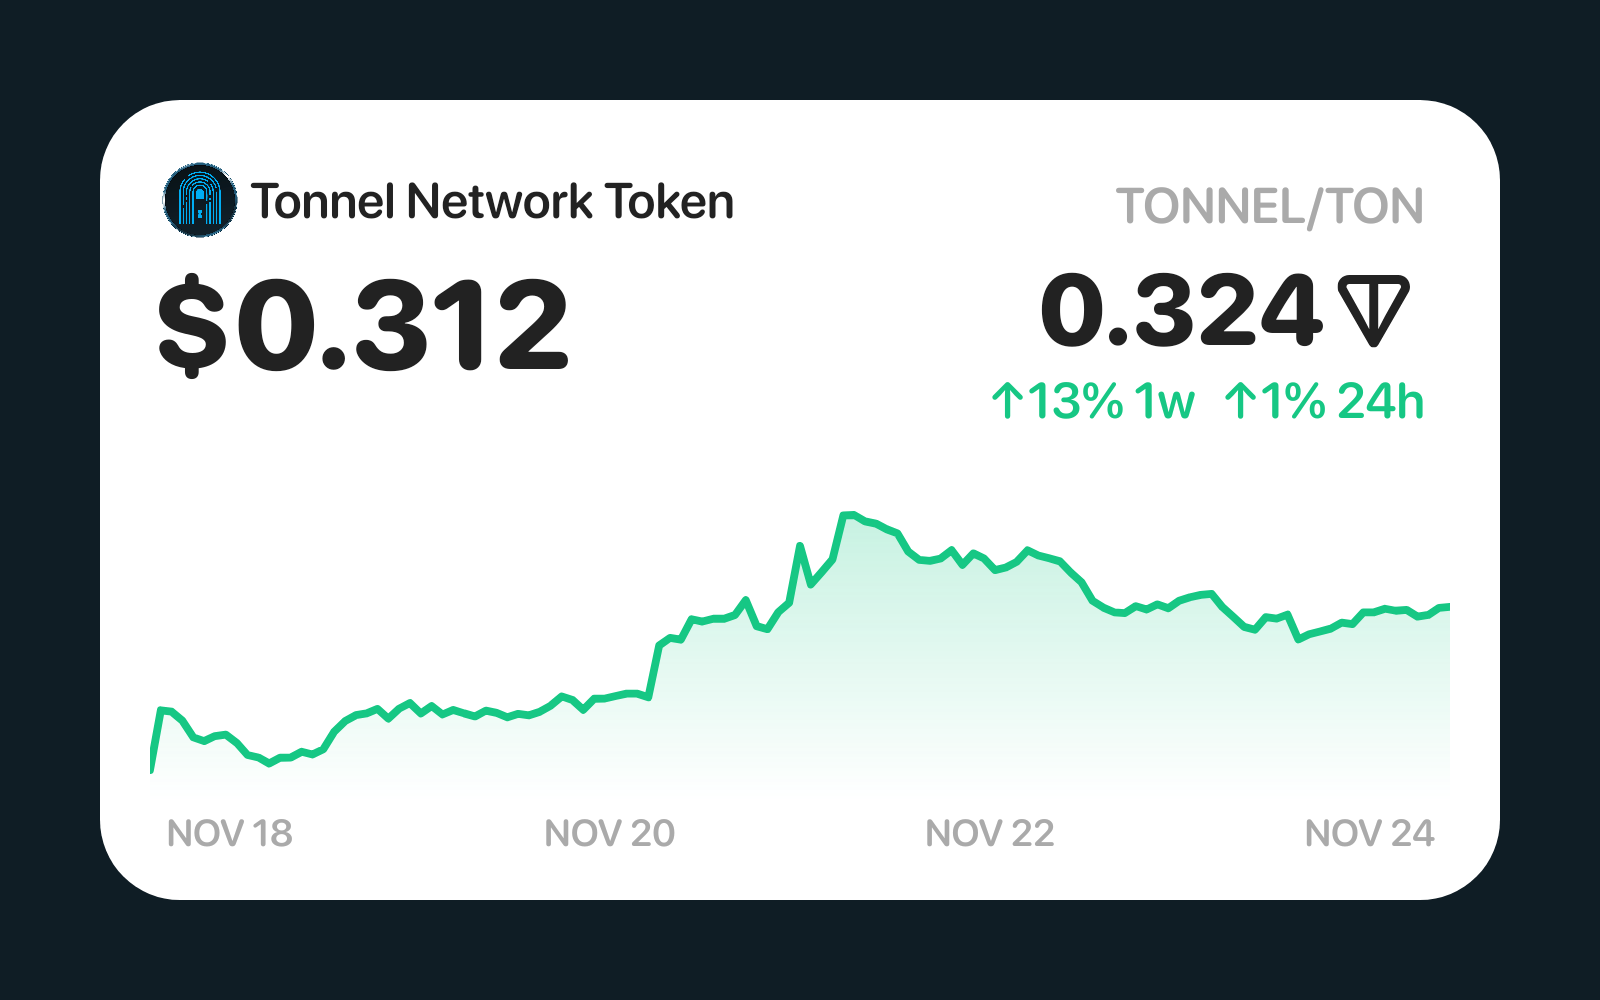 Tonnel Network Token
TONNEL/TON
$0.312
0.324
↑13% 1w ↑1% 24h
NOV 18 NOV 20 NOV 22 NOV 24